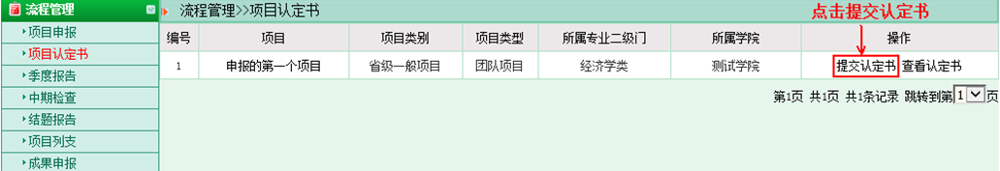 流程管理
项目申报
项目认定书
季度报告
中期检查
结题报告
项目列支
成果申报
流程管理>>项目认定书
点击提交认定书
编号 项目 项目类别 项目类型 所属专业二级门 所属学院 操作
1 申报的第一个项目 省级一般项目 团队项目 经济学类 测试学院 提交认定书 查看认定书
第1页 共1页 共1条记录 跳转到第 1 页